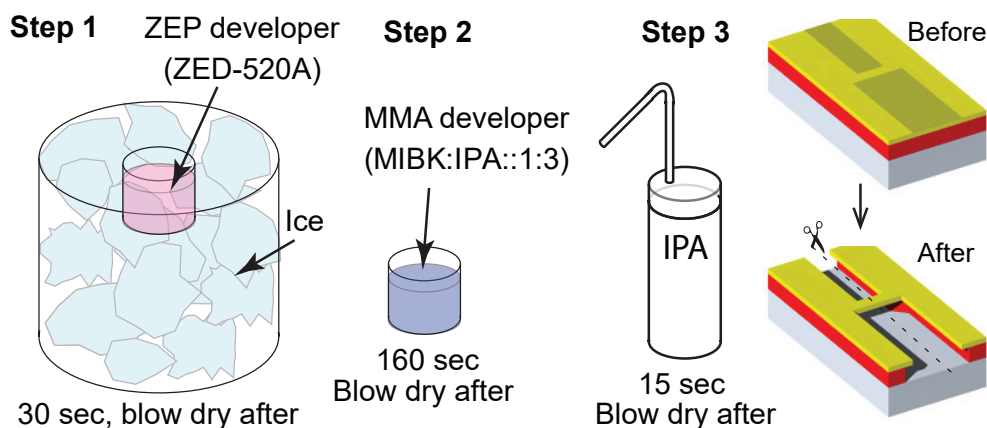 Step 1
ZEP developer
(ZED-520A)
Ice
30 sec, blow dry after
Step 2
MMA developer
(MIBK:IPA::1:3)
160 sec
Blow dry after
Step 3
IPA
15 sec
Blow dry after
Before
After